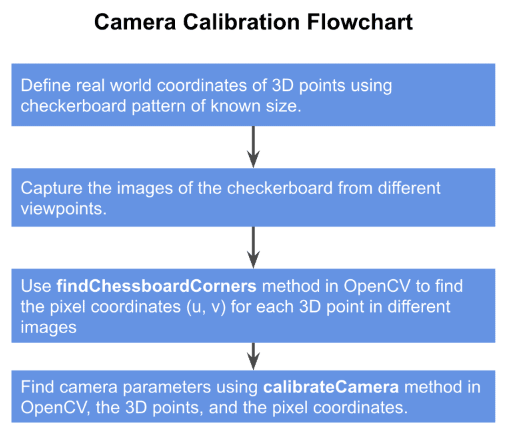 Camera Calibration Flowchart
Define real world coordinates of 3D points using
checkerboard pattern of known size.
Capture the images of the checkerboard from different
viewpoints.
Use findChessboardCorners method in OpenCV to find
the pixel coordinates (u, v) for each 3D point in different
images
Find camera parameters using calibrateCamera method in
OpenCV, the 3D points, and the pixel coordinates.